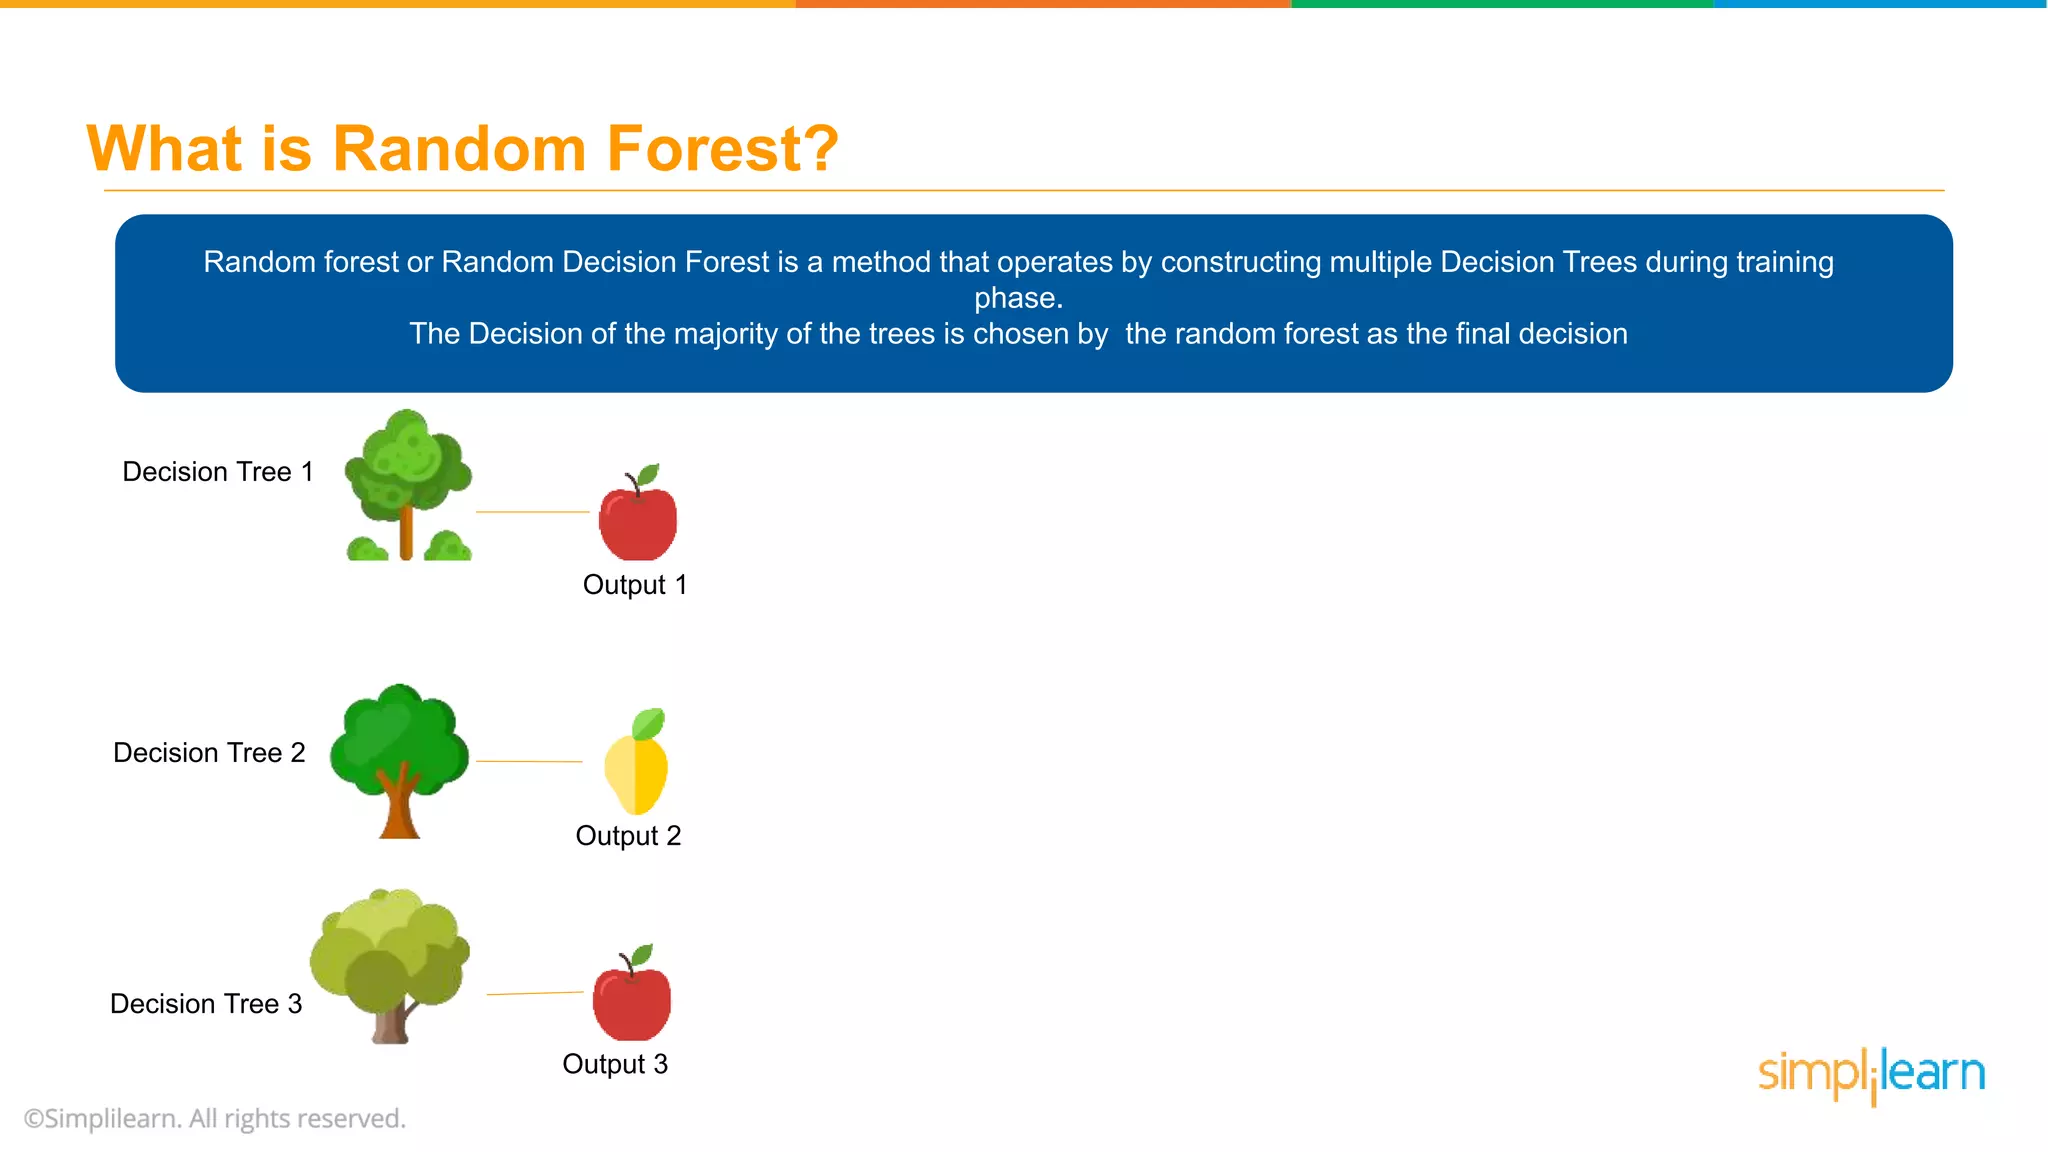 What is Random Forest?
Random forest or Random Decision Forest is a method that operates by constructing multiple Decision Trees during training
phase.
The Decision of the majority of the trees is chosen by  the random forest as the final decision
Decision Tree 1
Output 1
Decision Tree 2
Output 2
Decision Tree 3
Output 3
simplilearn
©Simplilearn. All rights reserved.